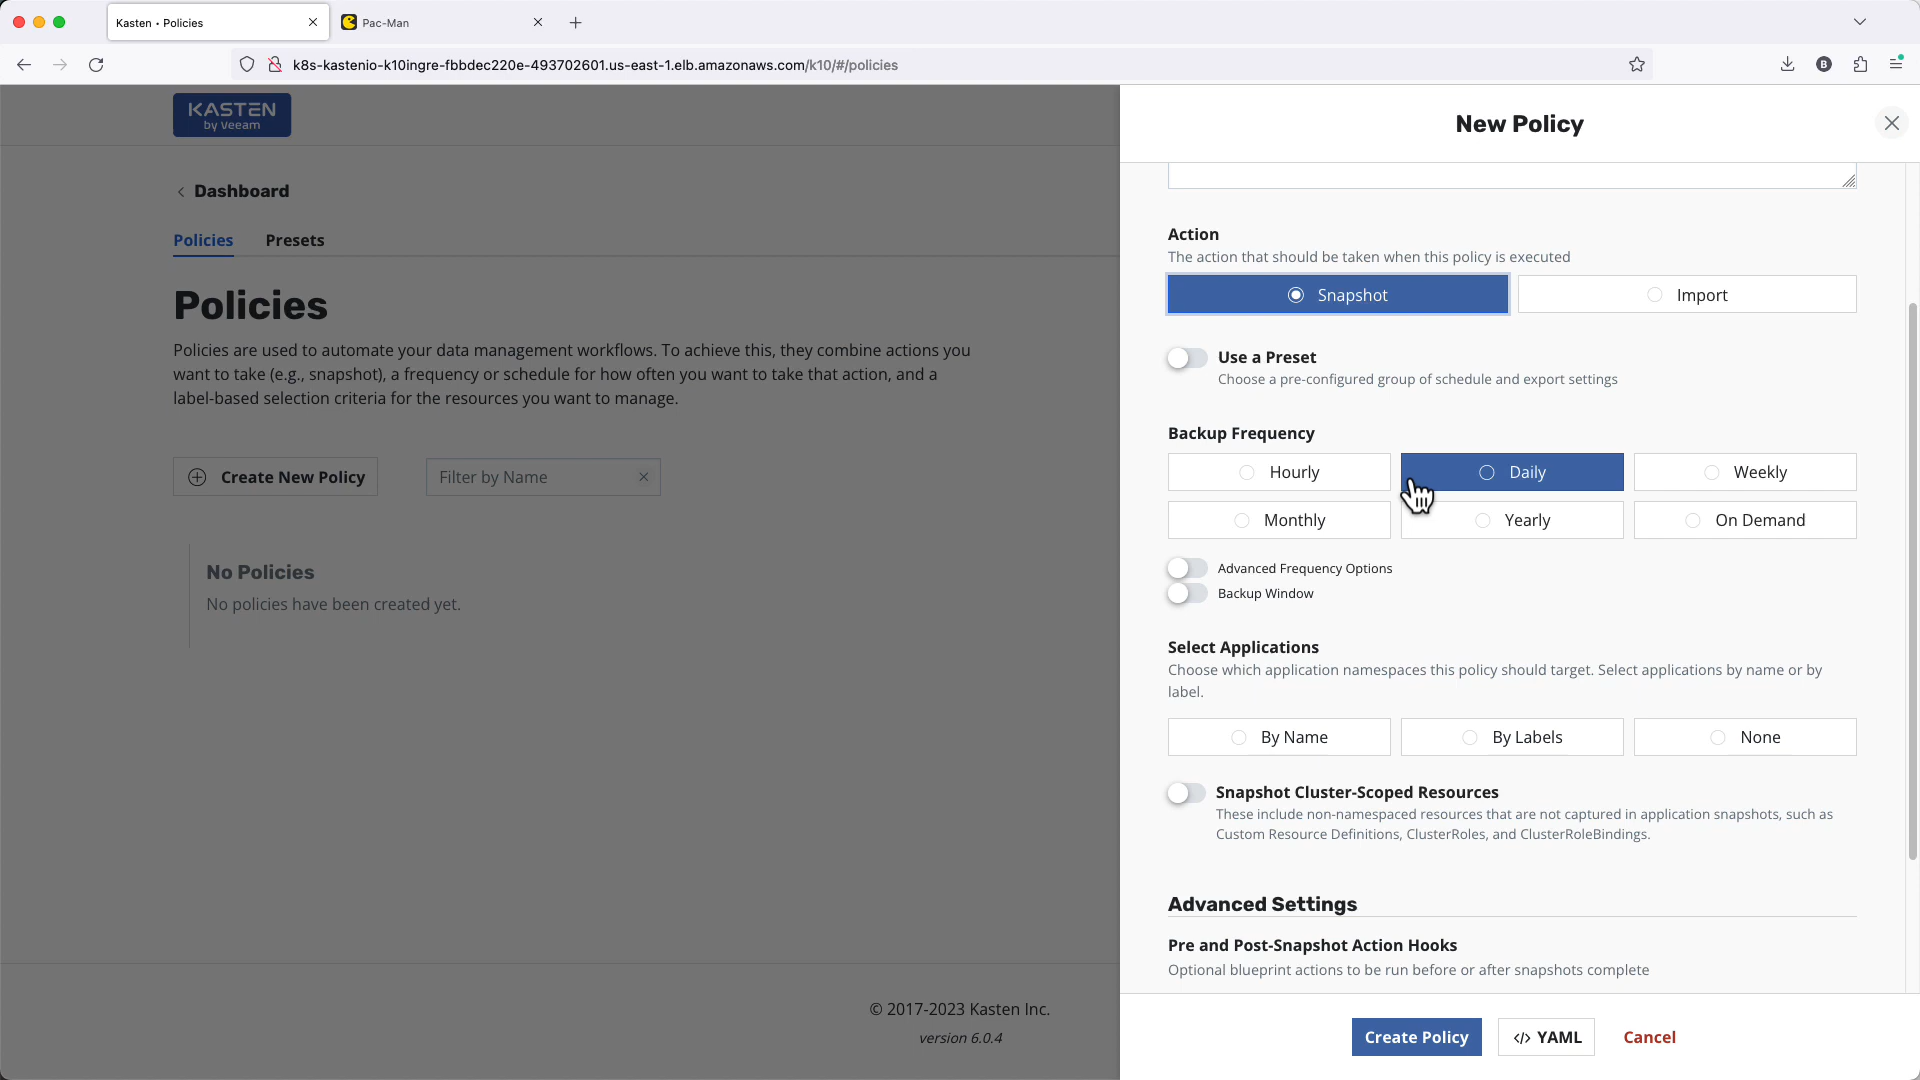 Kasten • Policies
Pac-Man
k8s-kastenio-k10ingre-fbbdec220e-493702601.us-east-1.elb.amazonaws.com/k10/#/policies
B
KASTEN
by Veeam
Dashboard
Policies
Presets
Policies
Policies are used to automate your data management workflows. To achieve this, they combine actions you
want to take (e.g., snapshot), a frequency or schedule for how often you want to take that action, and a
label-based selection criteria for the resources you want to manage.
Create New Policy
Filter by Name
No Policies
No policies have been created yet.
© 2017-2023 Kasten Inc.
version 6.0.4
New Policy
Action
The action that should be taken when this policy is executed
Snapshot
Import
Use a Preset
Choose a pre-configured group of schedule and export settings
Backup Frequency
Hourly
Daily
Weekly
Monthly
Yearly
On Demand
Advanced Frequency Options
Backup Window
Select Applications
Choose which application namespaces this policy should target. Select applications by name or by
label.
By Name
By Labels
None
Snapshot Cluster-Scoped Resources
These include non-namespaced resources that are not captured in application snapshots, such as
Custom Resource Definitions, ClusterRoles, and ClusterRoleBindings.
Advanced Settings
Pre and Post-Snapshot Action Hooks
Optional blueprint actions to be run before or after snapshots complete
Create Policy
</> YAML
Cancel